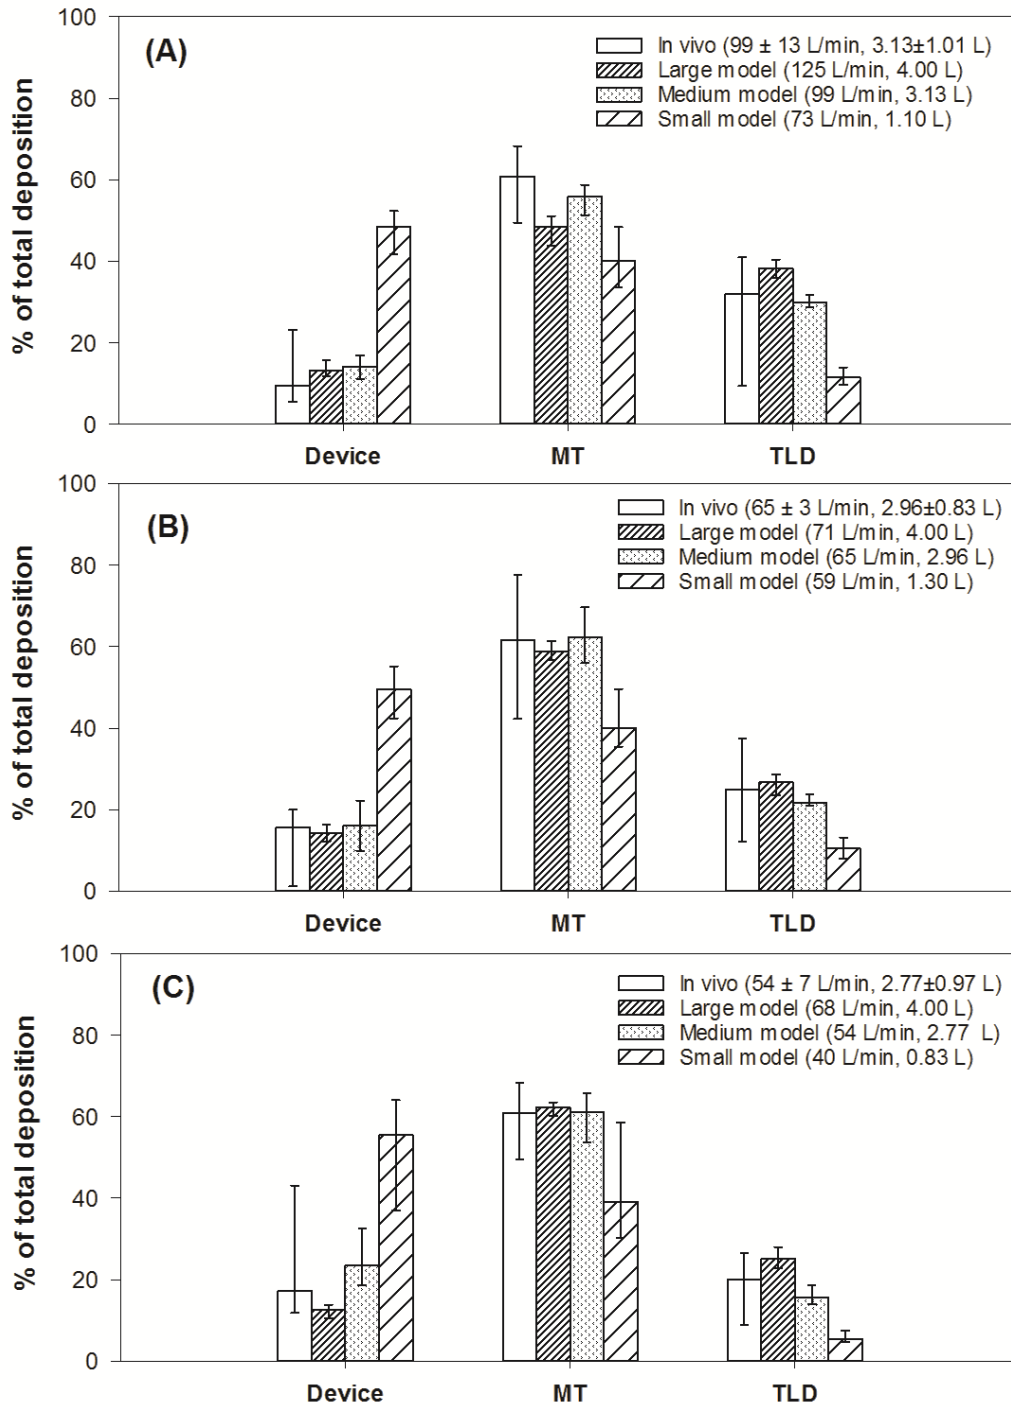 100
80
60
40
20
0
% of total deposition
(A)
In vivo (99 ± 13 L/min, 3.13±1.01 L)
Large model (125 L/min, 4.00 L)
Medium model (99 L/min, 3.13 L)
Small model (73 L/min, 1.10 L)
Device MT TLD
100
80
60
40
20
0
% of total deposition
(B)
In vivo (65 ± 3 L/min, 2.96±0.83 L)
Large model (71 L/min, 4.00 L)
Medium model (65 L/min, 2.96 L)
Small model (59 L/min, 1.30 L)
Device MT TLD
100
80
60
40
20
0
% of total deposition
(C)
In vivo (54 ± 7 L/min, 2.77±0.97 L)
Large model (68 L/min, 4.00 L)
Medium model (54 L/min, 2.77 L)
Small model (40 L/min, 0.83 L)
Device MT TLD